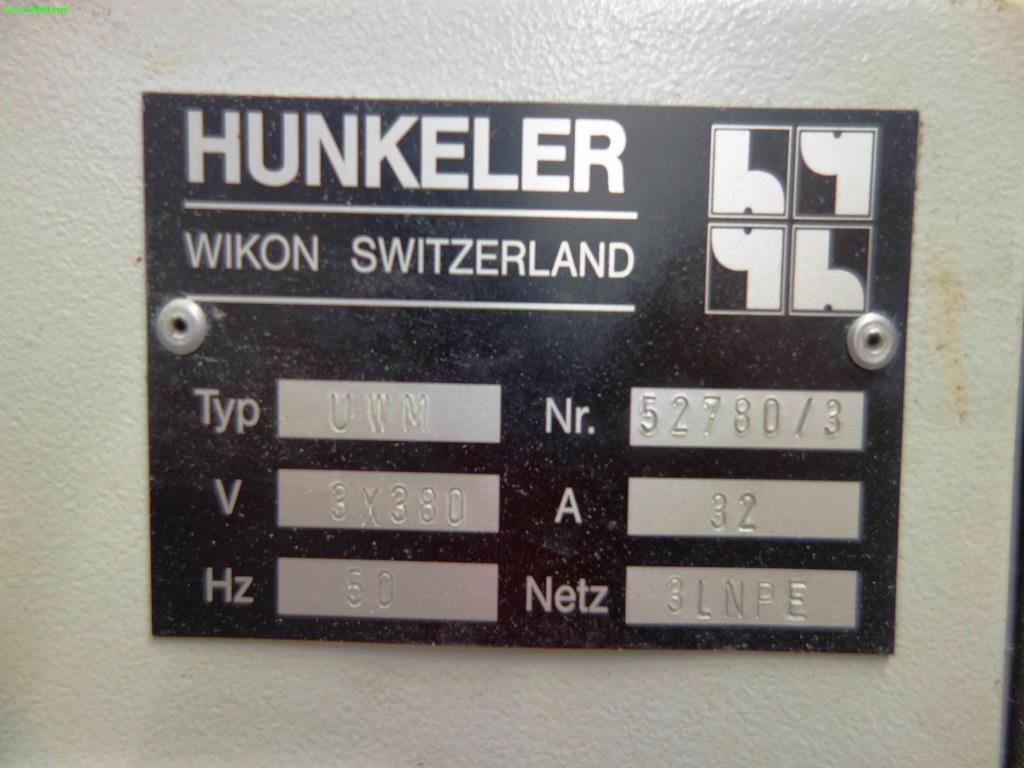 HUNKELER
WIKON SWITZERLAND
Typ UWM Nr. 52780/3
V 3X380 A 32
Hz 50 Netz 3LNPE